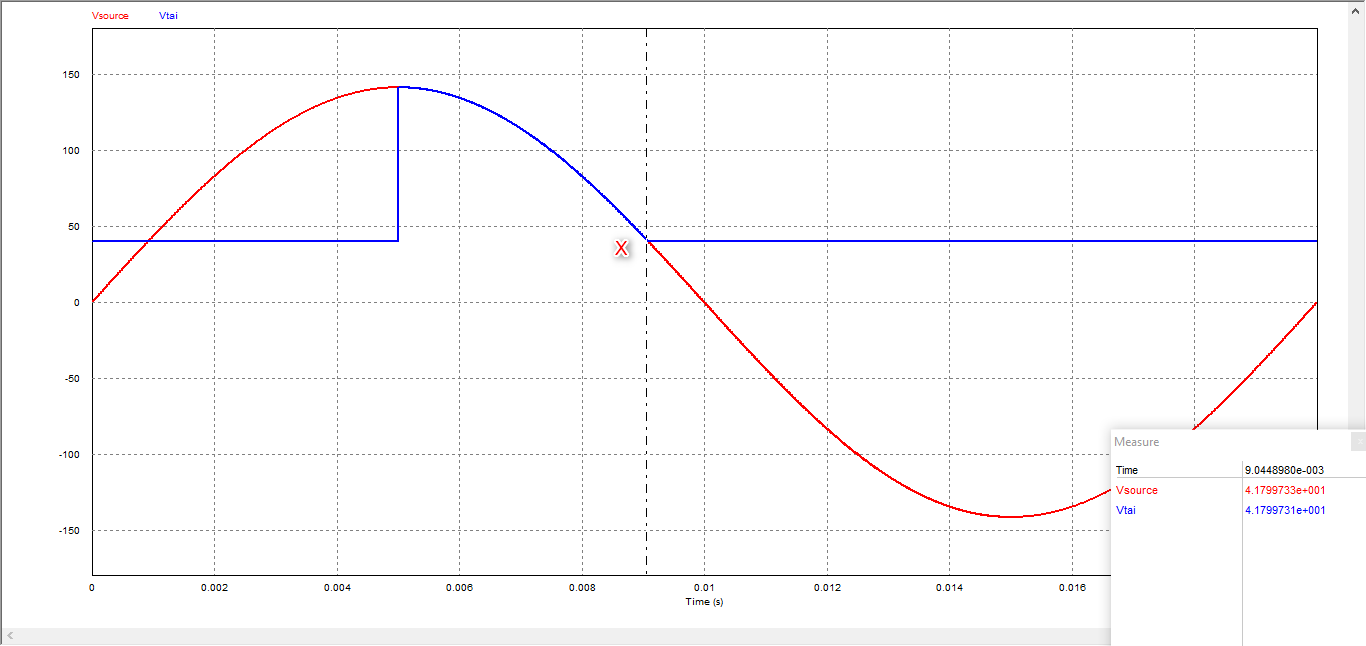 Vsource Vtai
150
100
50
X
0
-50
-100
-150
0 0.002 0.004 0.006 0.008 0.01 0.012 0.014 0.016
Time (s)
Measure
Time 9.0448980e-003
Vsource 4.1799733e+001
Vtai 4.1799731e+001